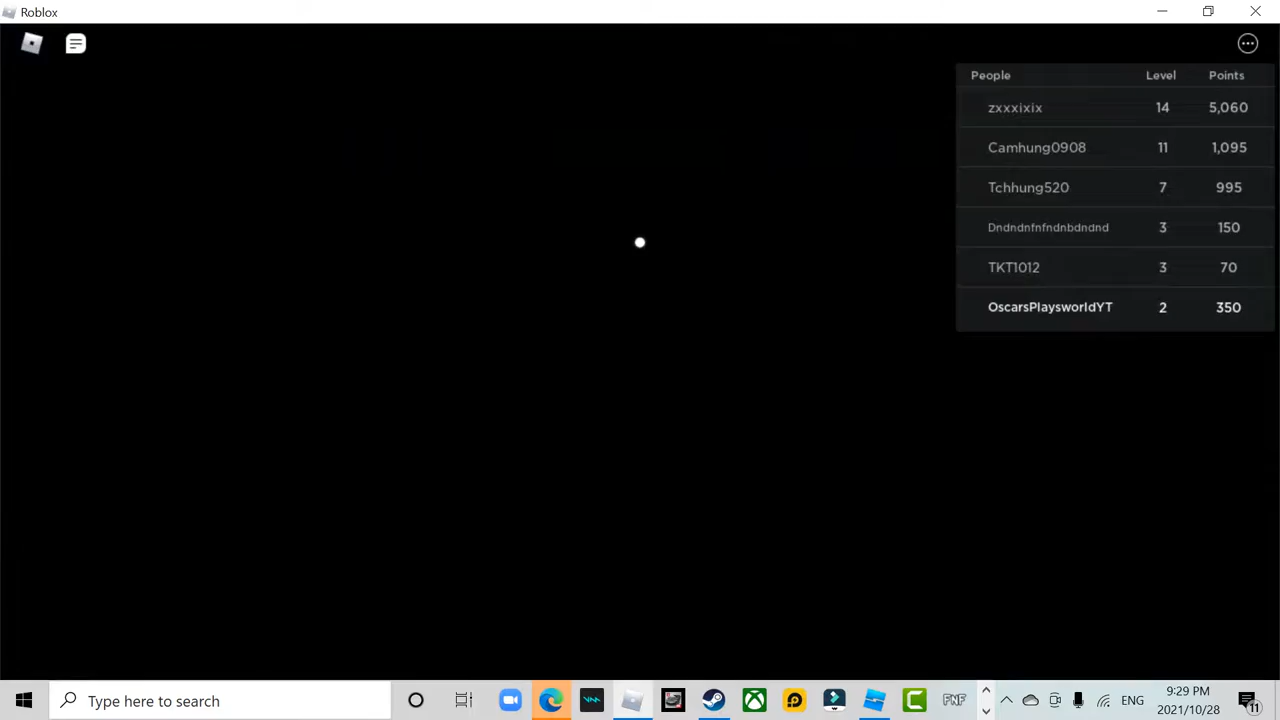 Roblox
People Level Points
zxxxixix 14 5,060
Camhung0908 11 1,095
Tchhung520 7 995
Dndndnfnfndnbdndnd 3 150
TKT1012 3 70
OscarsPlaysworldYT 2 350
Type here to search
FNF
ENG
9:29 PM
2021/10/28
11